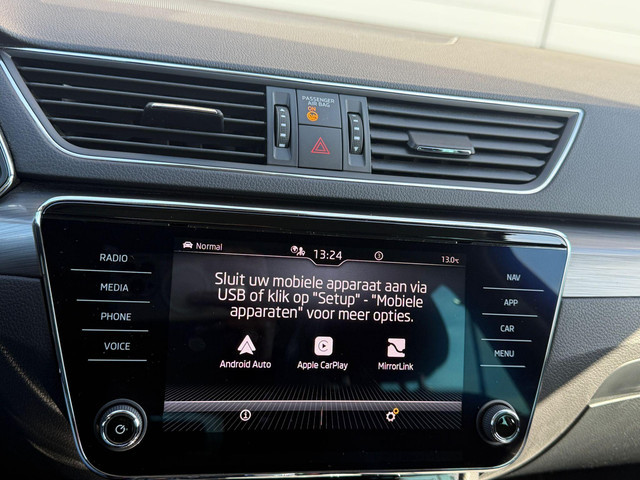 PASSENGER
AIR BAG
ON
RADIO
MEDIA
PHONE
VOICE
Normal
13:24
13.0°C
Sluit uw mobiele apparaat aan via
USB of klik op "Setup" - "Mobiele
apparaten" voor meer opties.
Android Auto
Apple CarPlay
MirrorLink
NAV
APP
CAR
MENU